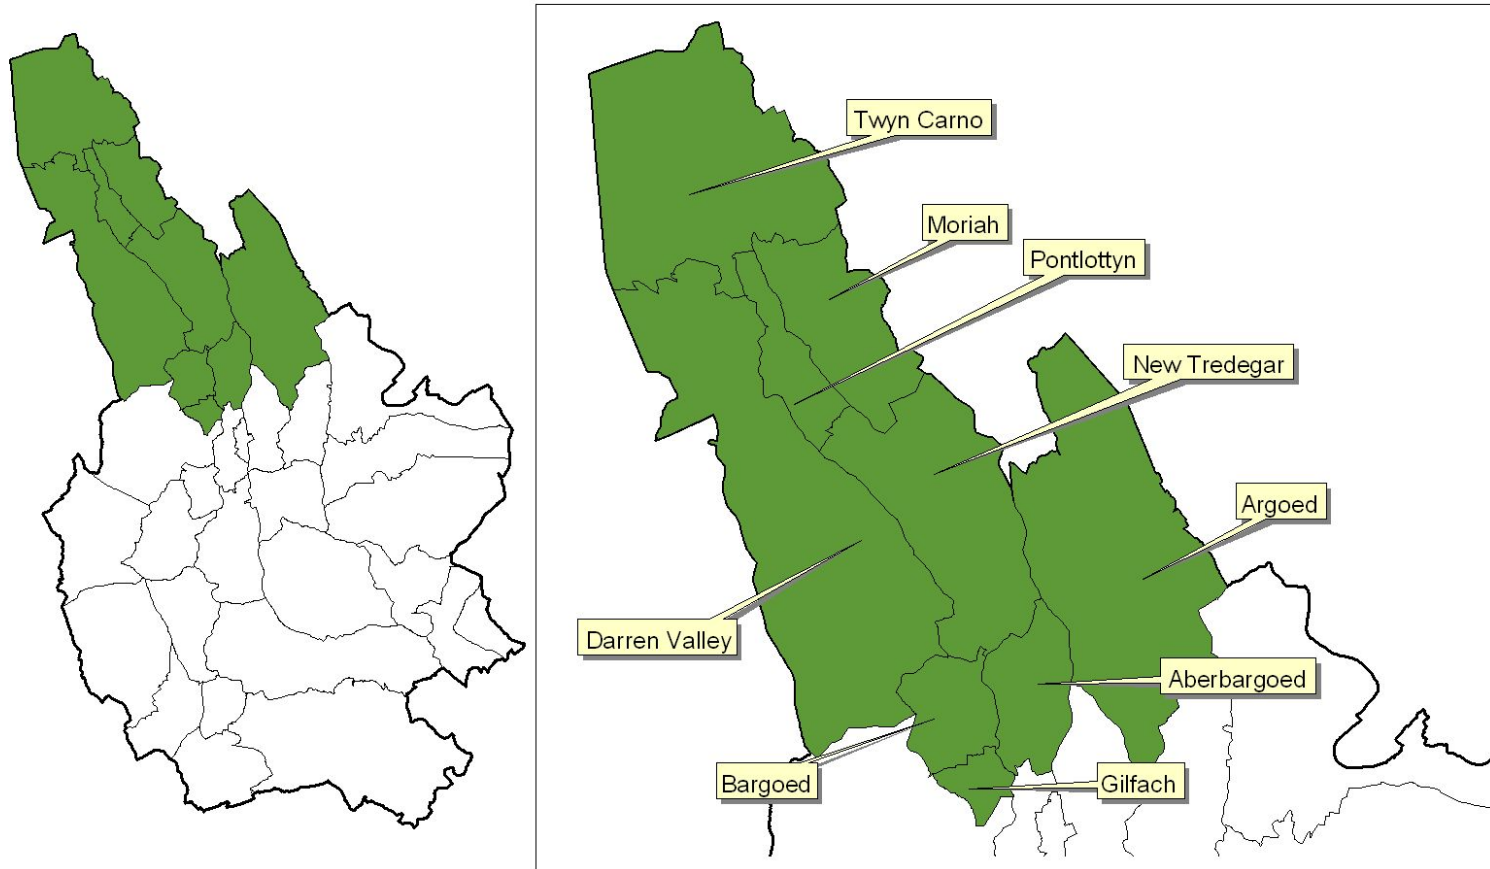 Twyn Carno
Moriah
Pontlottyn
New Tredegar
Argoed
Darren Valley
Aberbargoed
Bargoed
Gilfach